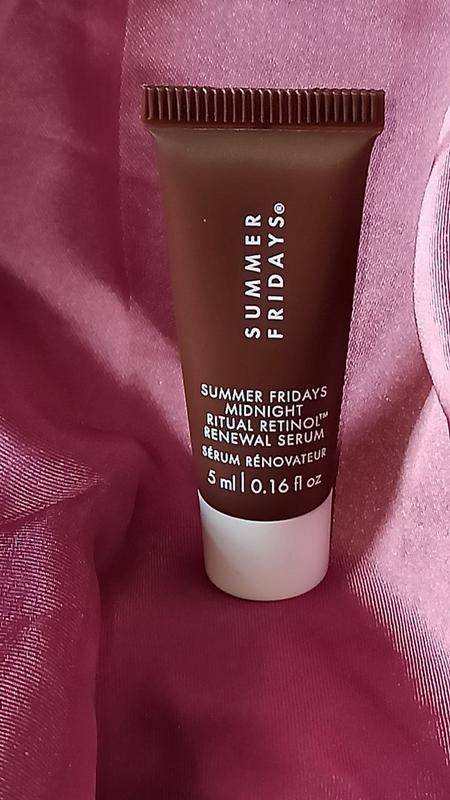 SUMMER
FRIDAYS®
SUMMER FRIDAYS
MIDNIGHT
RITUAL RETINOL™
RENEWAL SERUM
SÉRUM RÉNOVATEUR
5 ml | 0.16 fl oz